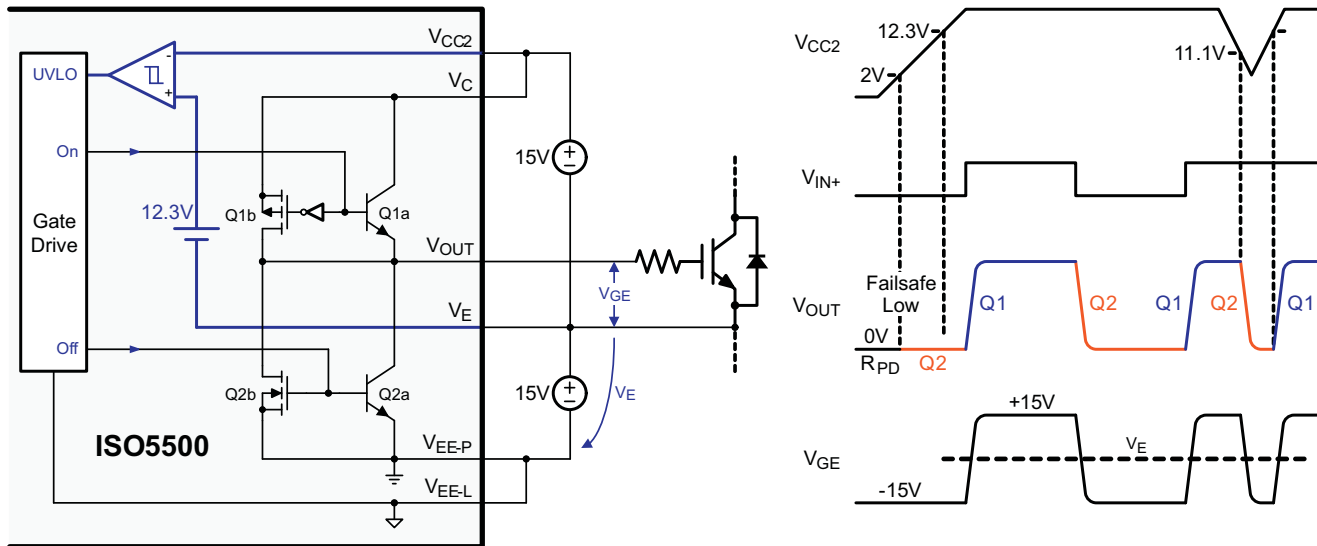 UVLO
On
Gate
Drive
Off
12.3V
-
+
Q1b
Q1a
Q2b
Q2a
ISO5500
VCC2
VC
VOUT
VE
VEE-P
VEE-L
15V
15V
VGE
VE
VCC2
12.3V
2V
11.1V
VIN+
VOUT
Failsafe
Low
0V
RPD
Q2
Q1
Q2
Q1
Q2
Q1
VGE
+15V
VE
-15V